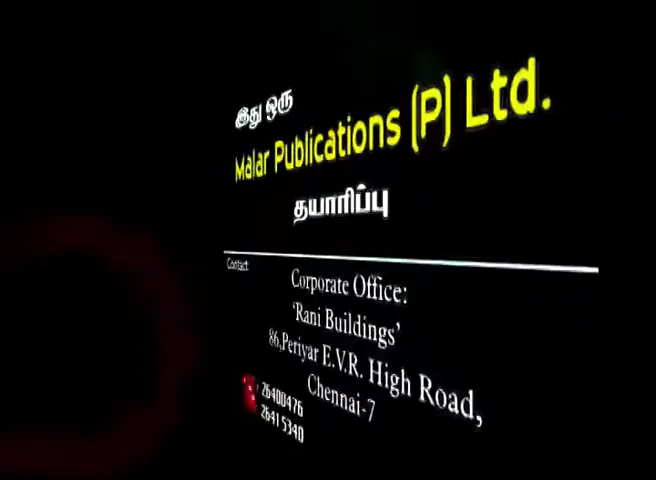 இது ஒரு
Malar Publications (P) Ltd.
தயாரிப்பு
Contact
Corporate Office:
‘Rani Buildings’
86,Periyar E.V.R. High Road,
Chennai-7
26400476
26415340